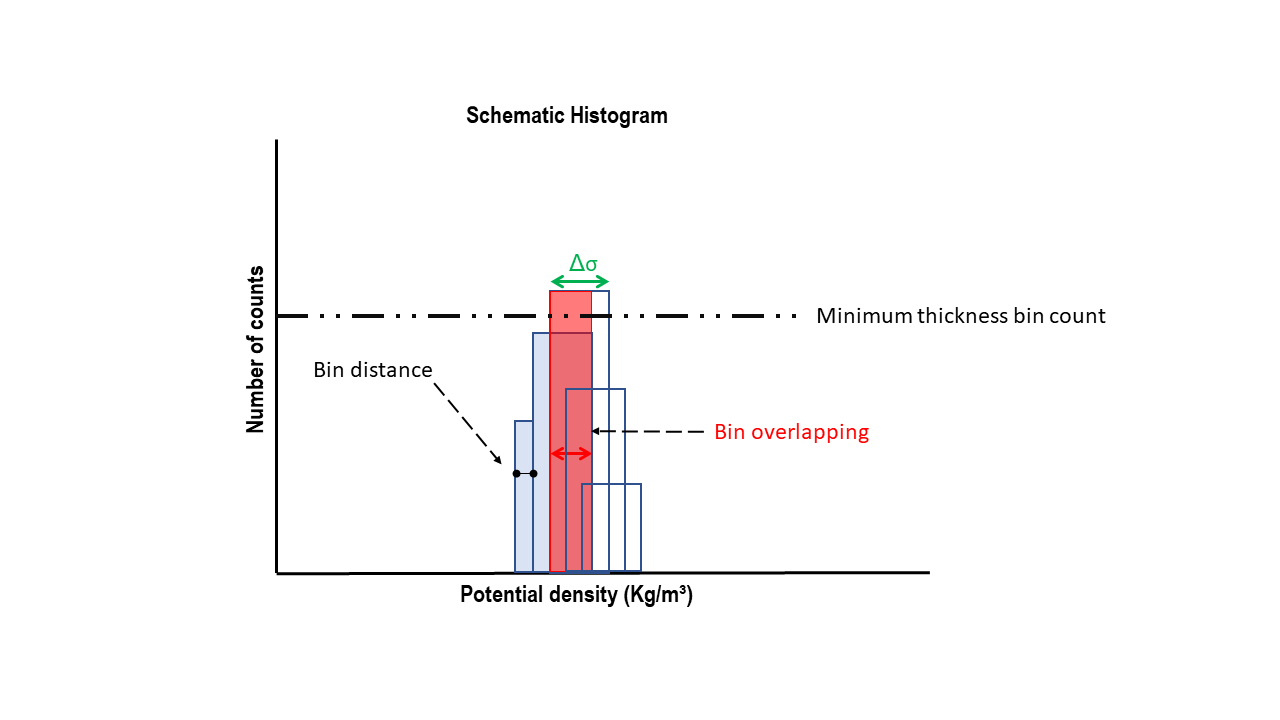 Schematic Histogram
Δσ
Minimum thickness bin count
Bin distance
Bin overlapping
Number of counts
Potential density (Kg/m³)